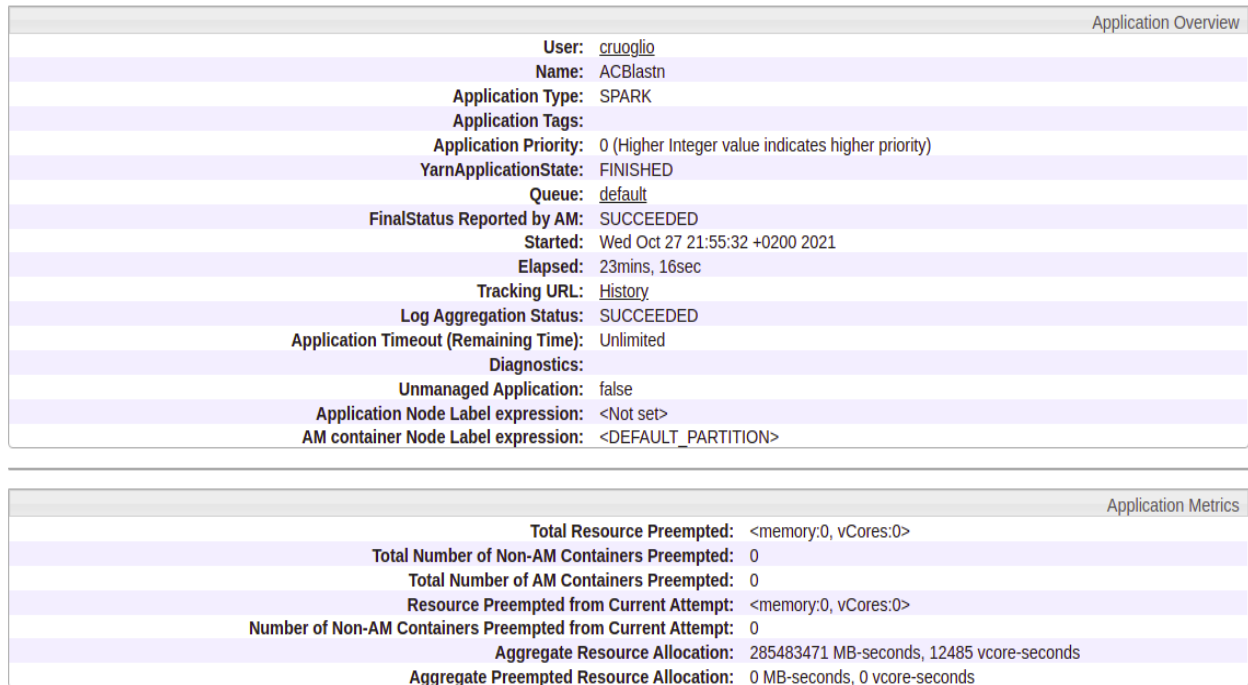 Application Overview
User: cruoglio
Name: ACBlastn
Application Type: SPARK
Application Tags:
Application Priority: 0 (Higher Integer value indicates higher priority)
YarnApplicationState: FINISHED
Queue: default
FinalStatus Reported by AM: SUCCEEDED
Started: Wed Oct 27 21:55:32 +0200 2021
Elapsed: 23mins, 16sec
Tracking URL: History
Log Aggregation Status: SUCCEEDED
Application Timeout (Remaining Time): Unlimited
Diagnostics:
Unmanaged Application: false
Application Node Label expression: <Not set>
AM container Node Label expression: <DEFAULT_PARTITION>
Application Metrics
Total Resource Preempted: <memory:0, vCores:0>
Total Number of Non-AM Containers Preempted: 0
Total Number of AM Containers Preempted: 0
Resource Preempted from Current Attempt: <memory:0, vCores:0>
Number of Non-AM Containers Preempted from Current Attempt: 0
Aggregate Resource Allocation: 285483471 MB-seconds, 12485 vcore-seconds
Aggregate Preempted Resource Allocation: 0 MB-seconds, 0 vcore-seconds